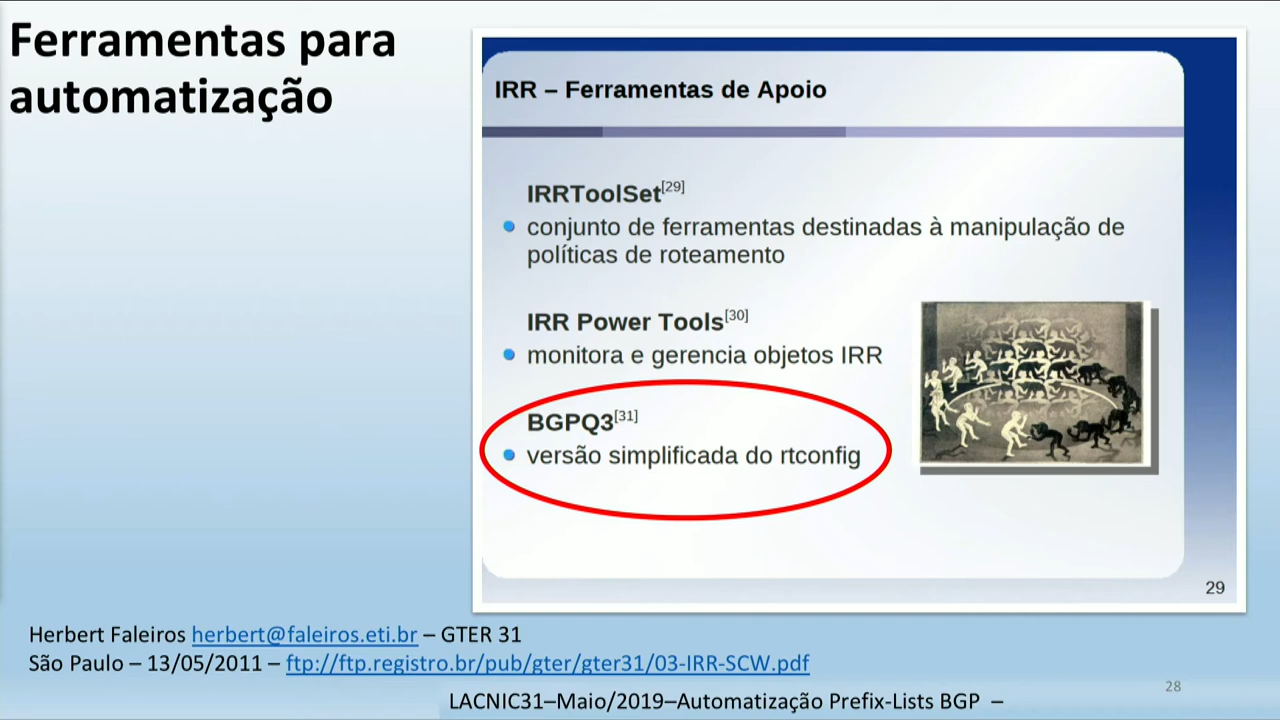 Ferramentas para
automatização
IRR – Ferramentas de Apoio
IRRToolSet[29]
conjunto de ferramentas destinadas à manipulação de
políticas de roteamento
IRR Power Tools[30]
monitora e gerencia objetos IRR
BGPQ3[31]
versão simplificada do rtconfig
29
Herbert Faleiros herbert@faleiros.eti.br – GTER 31
São Paulo – 13/05/2011 – ftp://ftp.registro.br/pub/gter/gter31/03-IRR-SCW.pdf
28
LACNIC31–Maio/2019–Automatização Prefix-Lists BGP –